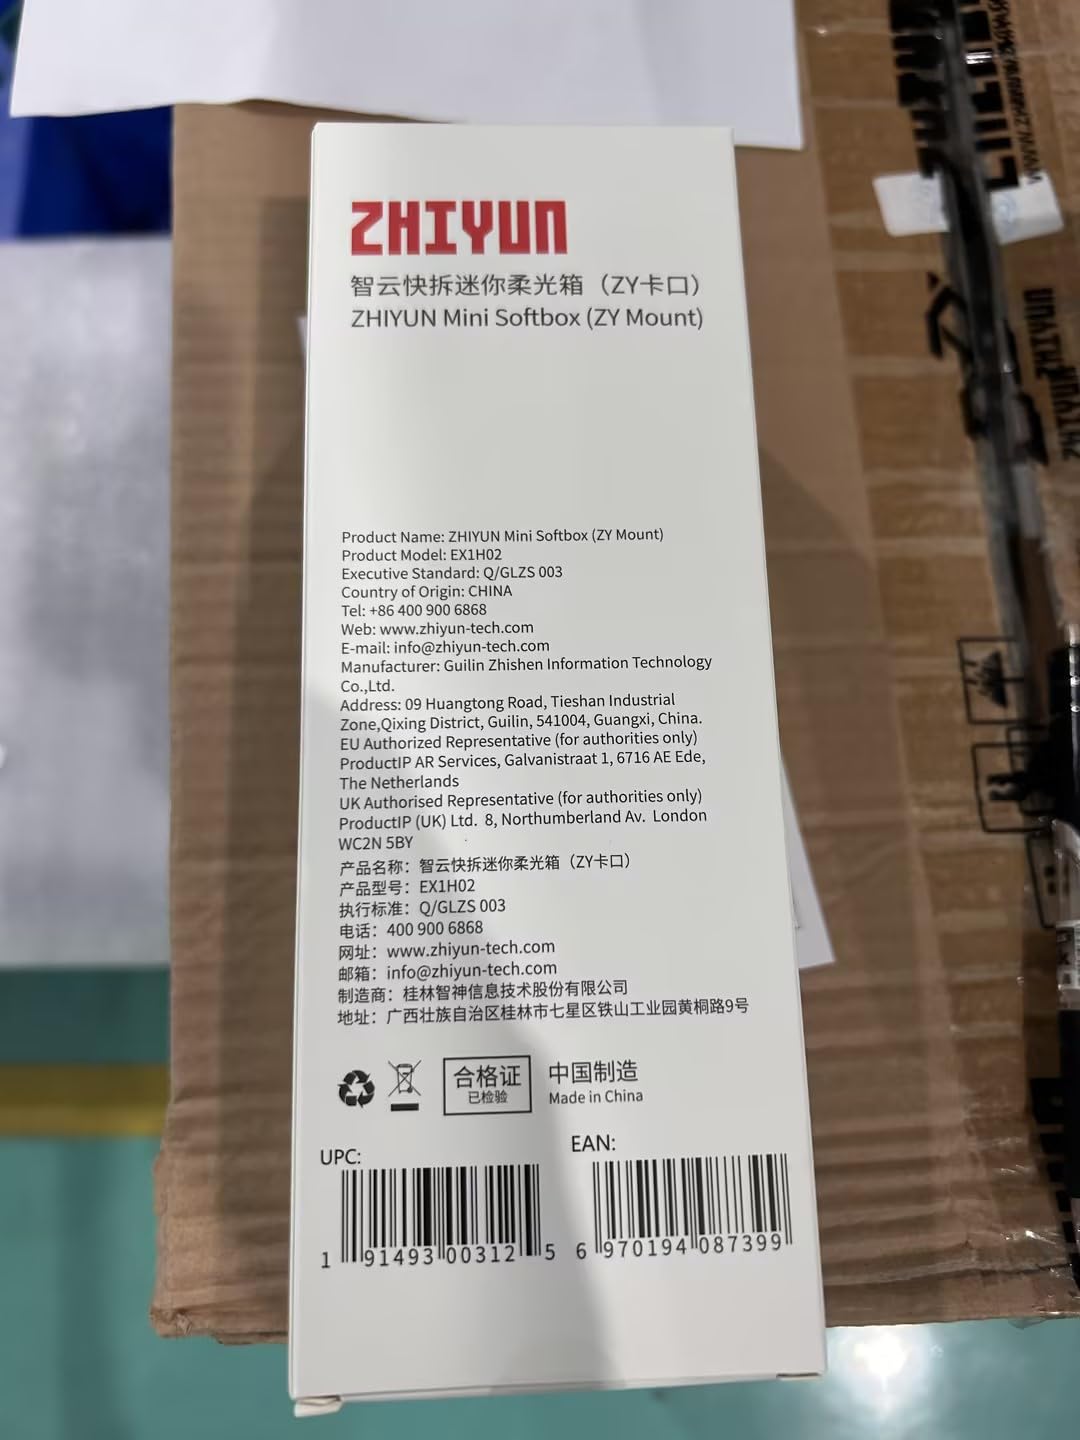 ZHIYUN
智云快拆迷你柔光箱（ZY卡口）
ZHIYUN Mini Softbox (ZY Mount)
Product Name: ZHIYUN Mini Softbox (ZY Mount)
Product Model: EX1H02
Executive Standard: Q/GLZS 003
Country of Origin: CHINA
Tel: +86 400 900 6868
Web: www.zhiyun-tech.com
E-mail: info@zhiyun-tech.com
Manufacturer: Guilin Zhishen Information Technology
Co.,Ltd.
Address: 09 Huangtong Road, Tieshan Industrial
Zone,Qixing District, Guilin, 541004, Guangxi, China.
EU Authorized Representative (for authorities only)
ProductIP AR Services, Galvanistraat 1, 6716 AE Ede,
The Netherlands
UK Authorised Representative (for authorities only)
ProductIP (UK) Ltd. 8, Northumberland Av. London
WC2N 5BY
产品名称：智云快拆迷你柔光箱（ZY卡口）
产品型号：EX1H02
执行标准：Q/GLZS 003
电话：400 900 6868
网址：www.zhiyun-tech.com
邮箱：info@zhiyun-tech.com
制造商：桂林智神信息技术股份有限公司
地址：广西壮族自治区桂林市七星区铁山工业园黄桐路9号
合格证
已检验
中国制造
Made in China
UPC:
EAN:
1 91493 00312 5
6 970194 087399
ZHIYUN
ZHIYUN